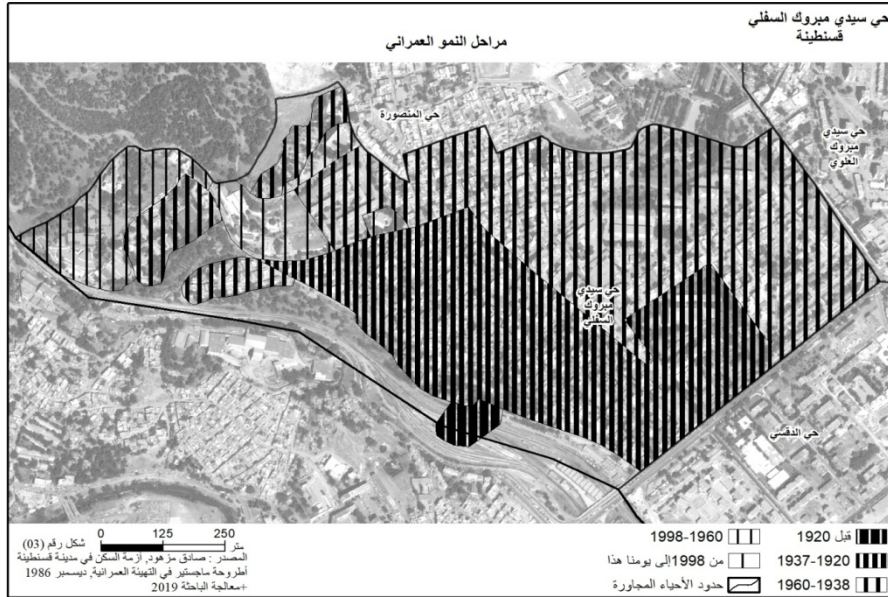 حي سيدي مبروك السفلي
قسنطينة
مراحل النمو العمراني
حي المنصورة
حي سيدي
مبروك
العلوي
حي سيدي
مبروك
السفلي
حي الدقسي
قبل 1920
1937-1920
1960-1938
1998-1960
من 1998إلى يومنا هذا
حدود الأحياء المجاورة
0 125 250
متر
شكل رقم (03)
المصدر : صادق مزهود, أزمة السكن في مدينة قسنطينة
أطروحة ماجستير في التهيئة العمرانية, ديسمبر 1986
+معالجة الباحثة 2019